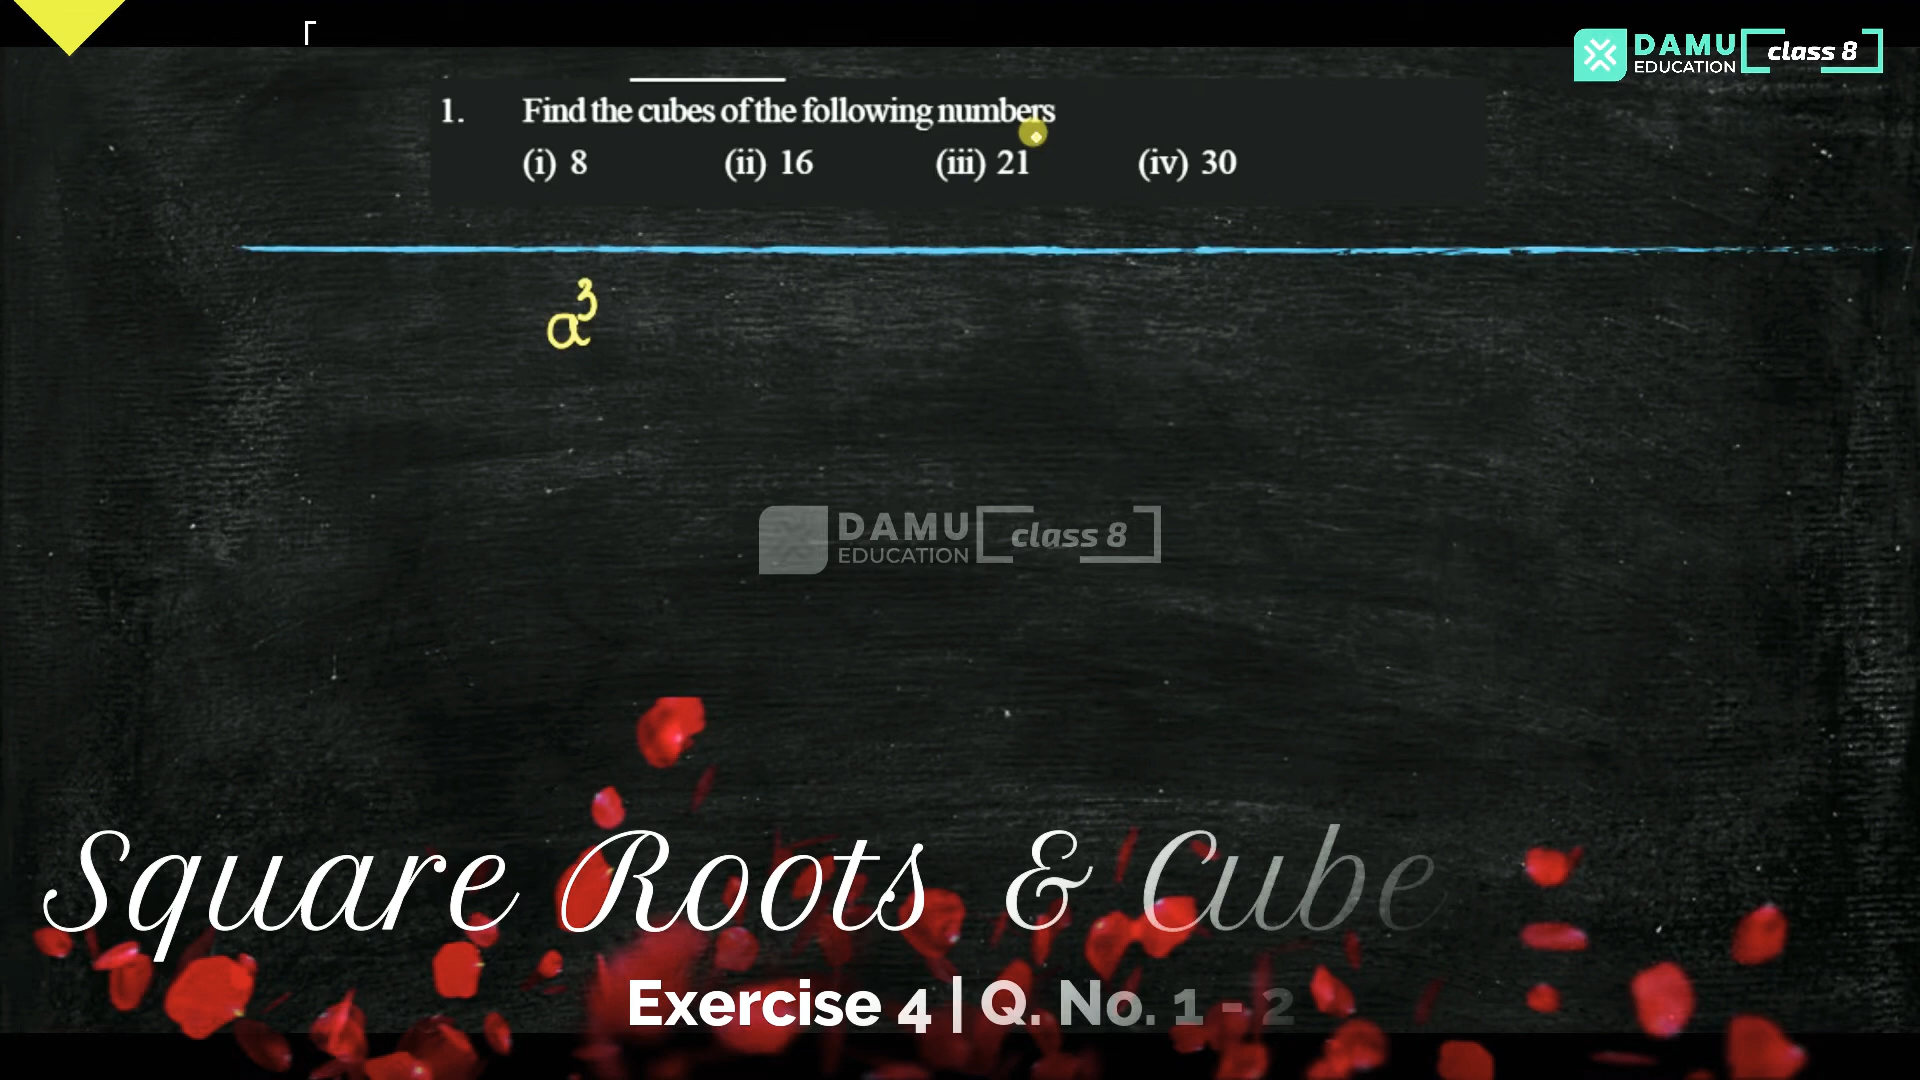 DAMU
EDUCATION
class 8
1. Find the cubes of the following numbers
(i) 8 (ii) 16 (iii) 21 (iv) 30
a³
DAMU
EDUCATION
class 8
Square Roots & Cube
Exercise 4 | Q. No. 1 - 2